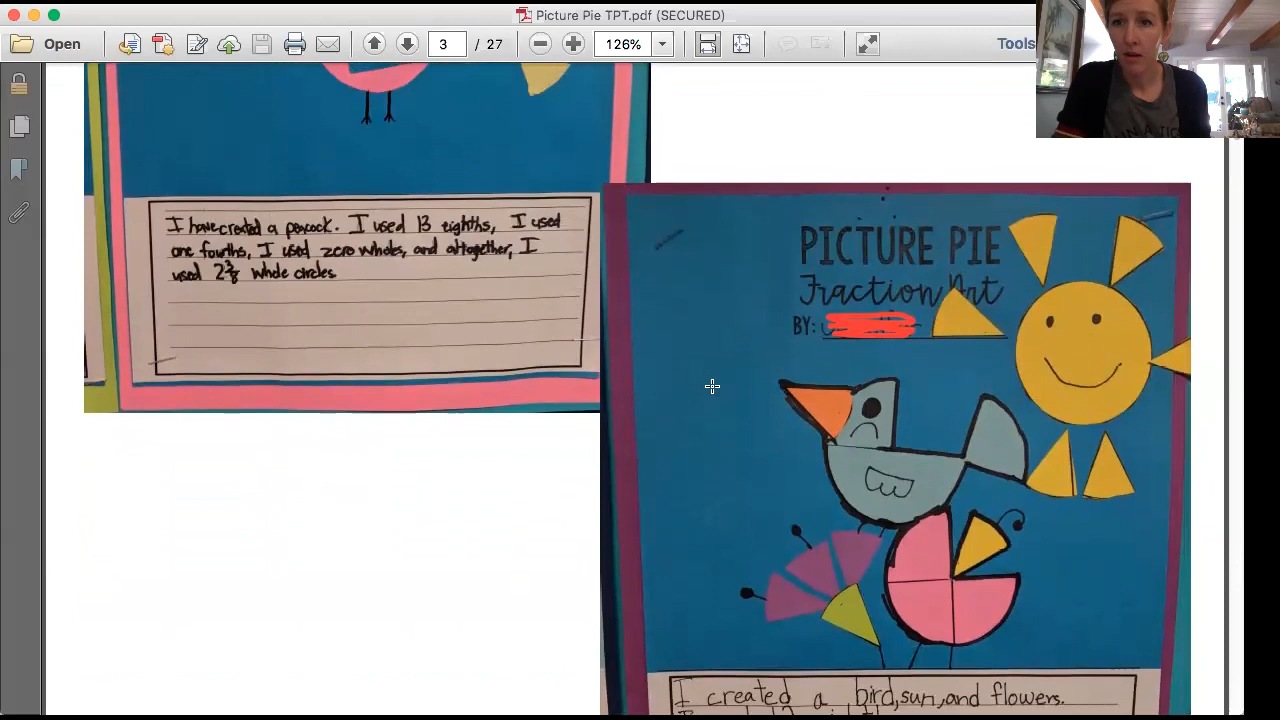 Picture Pie TPT.pdf (SECURED)
Open
3 / 27
126%
Tools
I have created a peacock. I used 13 eighths, I used
one fourths, I used zero wholes, and altogether, I
used 2 3/8 whole circles
PICTURE PIE
Fraction Art
BY:
I created a bird, sun, and flowers.